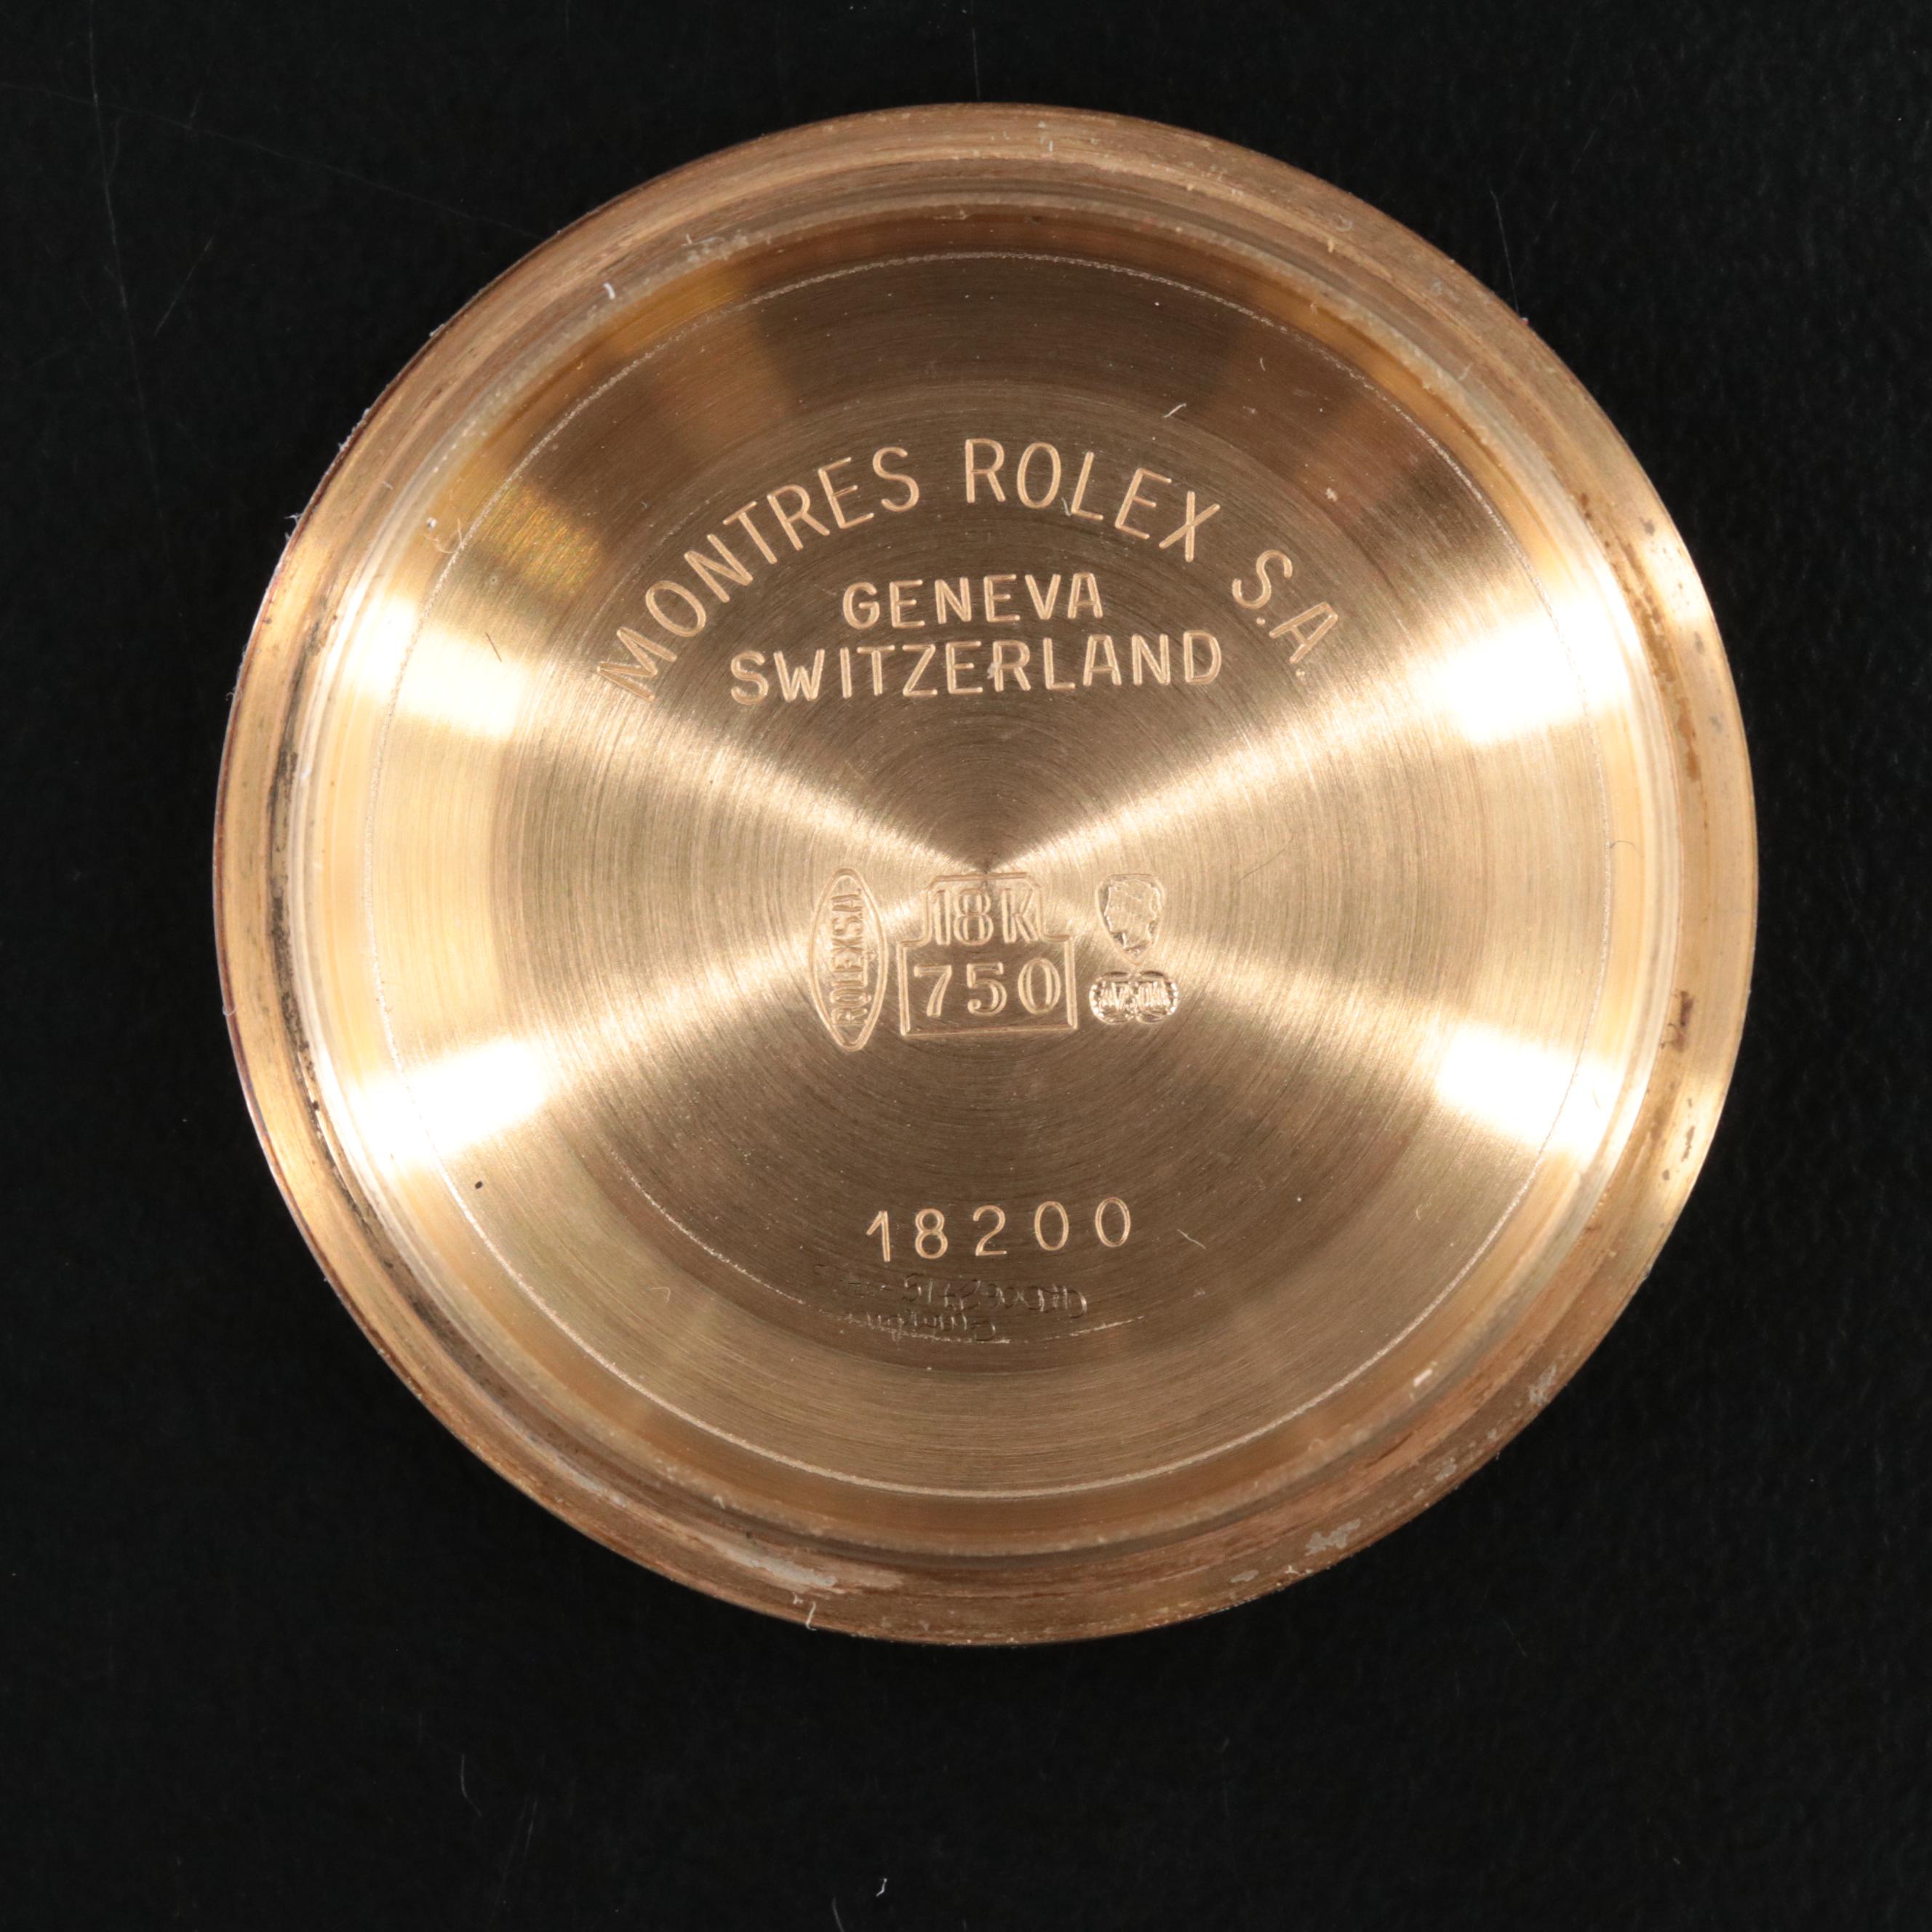 MONTRES ROLEX S.A.
GENEVA
SWITZERLAND
ROLEXSA
18K
750
18200